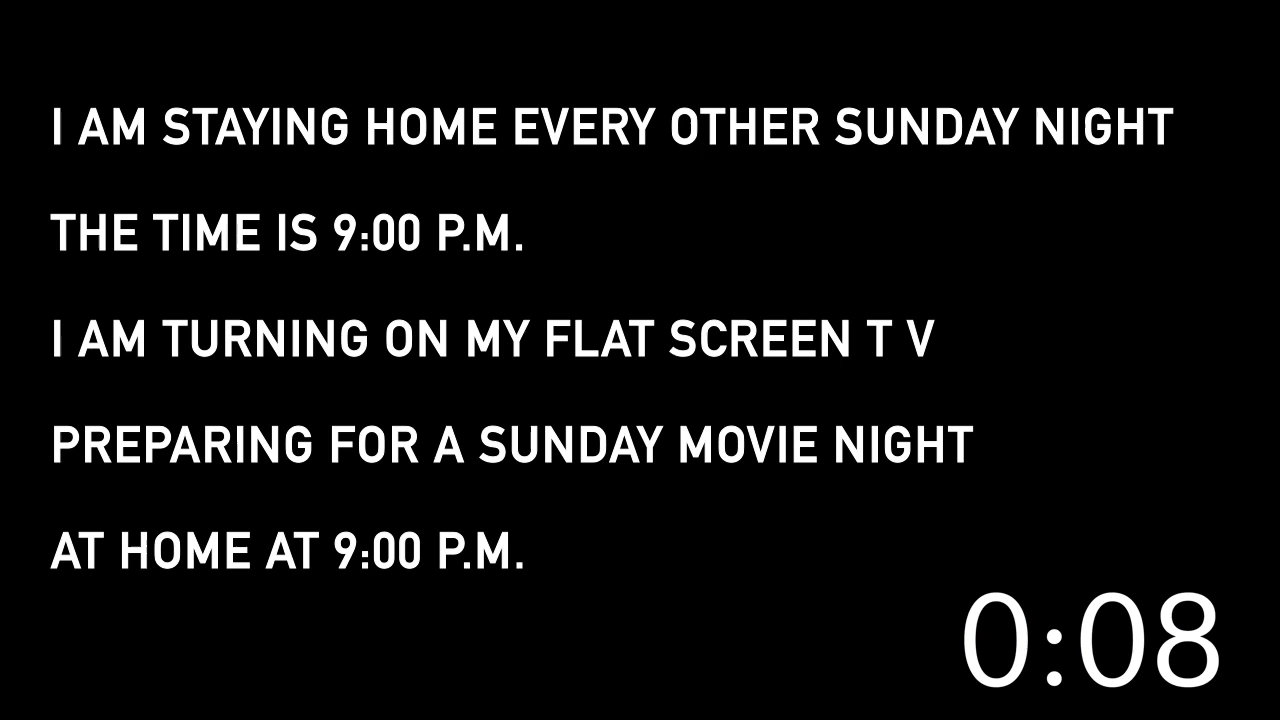 I AM STAYING HOME EVERY OTHER SUNDAY NIGHT
THE TIME IS 9:00 P.M.
I AM TURNING ON MY FLAT SCREEN T V
PREPARING FOR A SUNDAY MOVIE NIGHT
AT HOME AT 9:00 P.M.
0:08